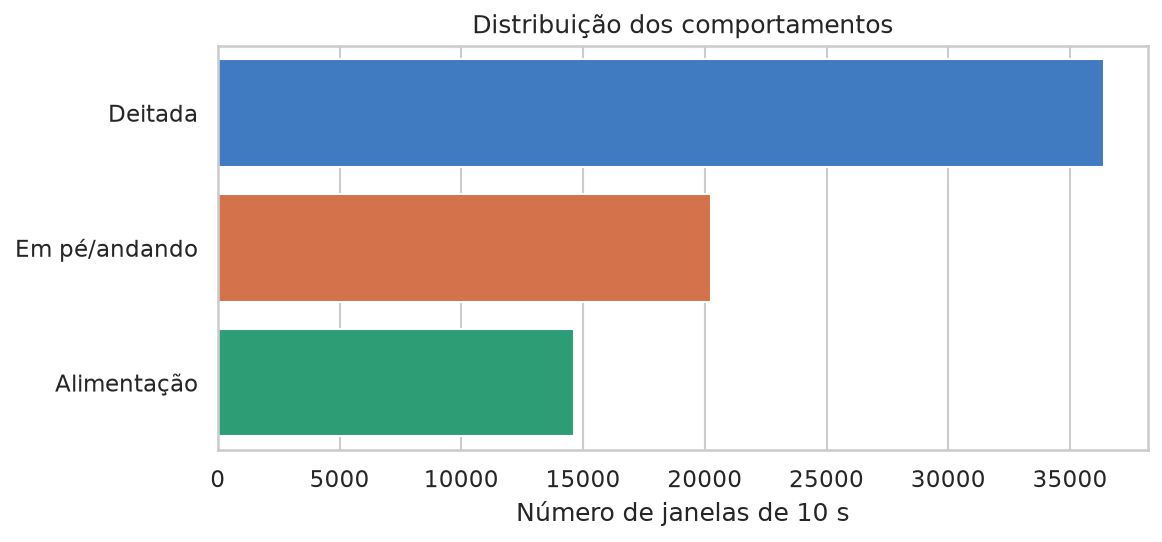 Distribuição dos comportamentos
Deitada
Em pé/andando
Alimentação
0 5000 10000 15000 20000 25000 30000 35000
Número de janelas de 10 s